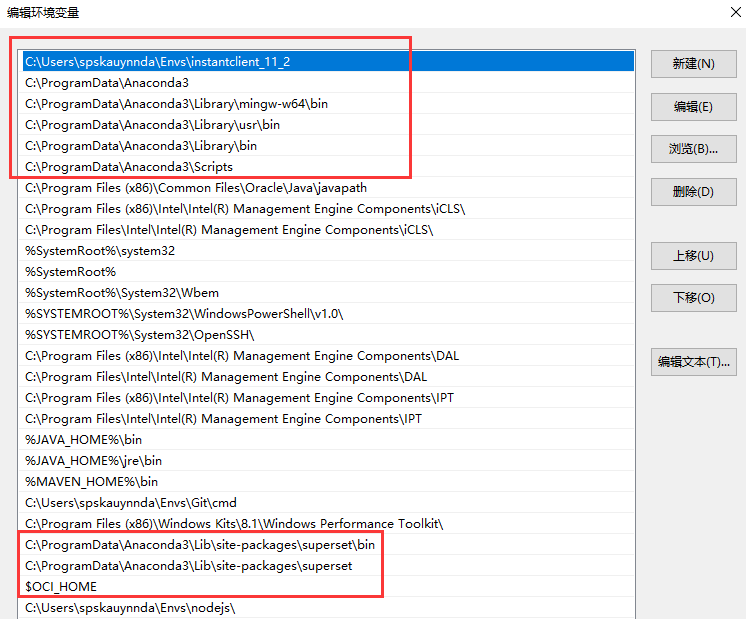 编辑环境变量
C:\Users\spskauynnda\Envs\instantclient_11_2
C:\ProgramData\Anaconda3
C:\ProgramData\Anaconda3\Library\mingw-w64\bin
C:\ProgramData\Anaconda3\Library\usr\bin
C:\ProgramData\Anaconda3\Library\bin
C:\ProgramData\Anaconda3\Scripts
C:\Program Files (x86)\Common Files\Oracle\Java\javapath
C:\Program Files (x86)\Intel\Intel(R) Management Engine Components\iCLS\
C:\Program Files\Intel\Intel(R) Management Engine Components\iCLS\
%SystemRoot%\system32
%SystemRoot%
%SystemRoot%\System32\Wbem
%SYSTEMROOT%\System32\WindowsPowerShell\v1.0\
%SYSTEMROOT%\System32\OpenSSH\
C:\Program Files (x86)\Intel\Intel(R) Management Engine Components\DAL
C:\Program Files\Intel\Intel(R) Management Engine Components\DAL
C:\Program Files (x86)\Intel\Intel(R) Management Engine Components\IPT
C:\Program Files\Intel\Intel(R) Management Engine Components\IPT
%JAVA_HOME%\bin
%JAVA_HOME%\jre\bin
%MAVEN_HOME%\bin
C:\Users\spskauynnda\Envs\Git\cmd
C:\Program Files (x86)\Windows Kits\8.1\Windows Performance Toolkit\
C:\ProgramData\Anaconda3\Lib\site-packages\superset\bin
C:\ProgramData\Anaconda3\Lib\site-packages\superset
$OCI_HOME
C:\Users\spskauynnda\Envs\nodejs\
新建(N)
编辑(E)
浏览(B)...
删除(D)
上移(U)
下移(O)
编辑文本(T)...